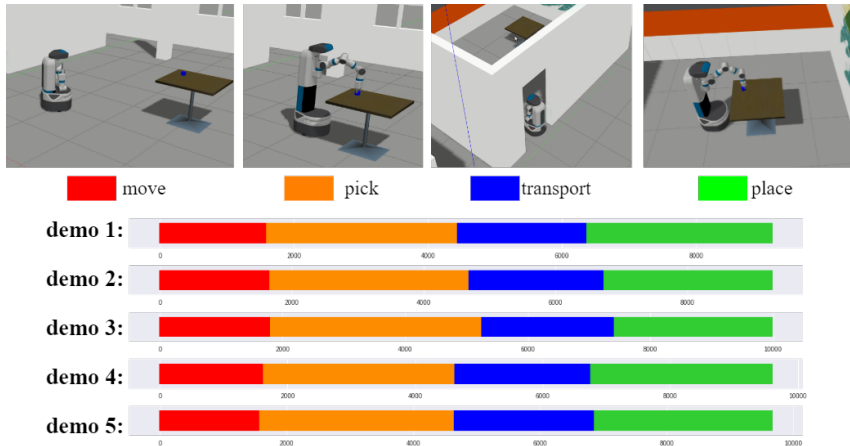 move pick transport place
demo 1:
0 2000 4000 6000 8000
demo 2:
0 2000 4000 6000 8000
demo 3:
0 2000 4000 6000 8000 10000
demo 4:
0 2000 4000 6000 8000 10000
demo 5:
0 2000 4000 6000 8000 10000